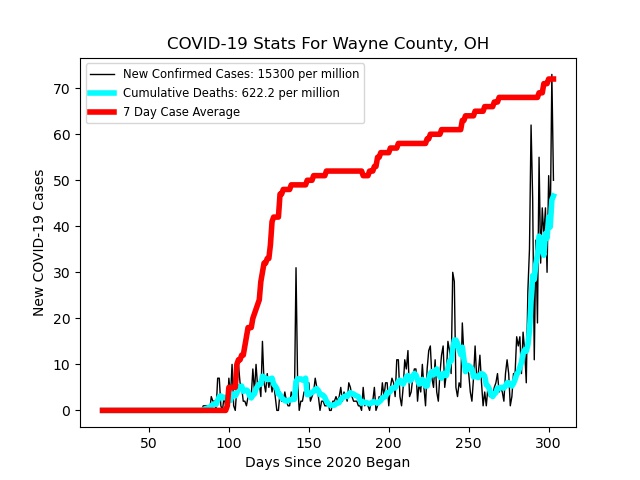 COVID-19 Stats For Wayne County, OH
New Confirmed Cases: 15300 per million
Cumulative Deaths: 622.2 per million
7 Day Case Average
New COVID-19 Cases
70
60
50
40
30
20
10
0
50 100 150 200 250 300
Days Since 2020 Began